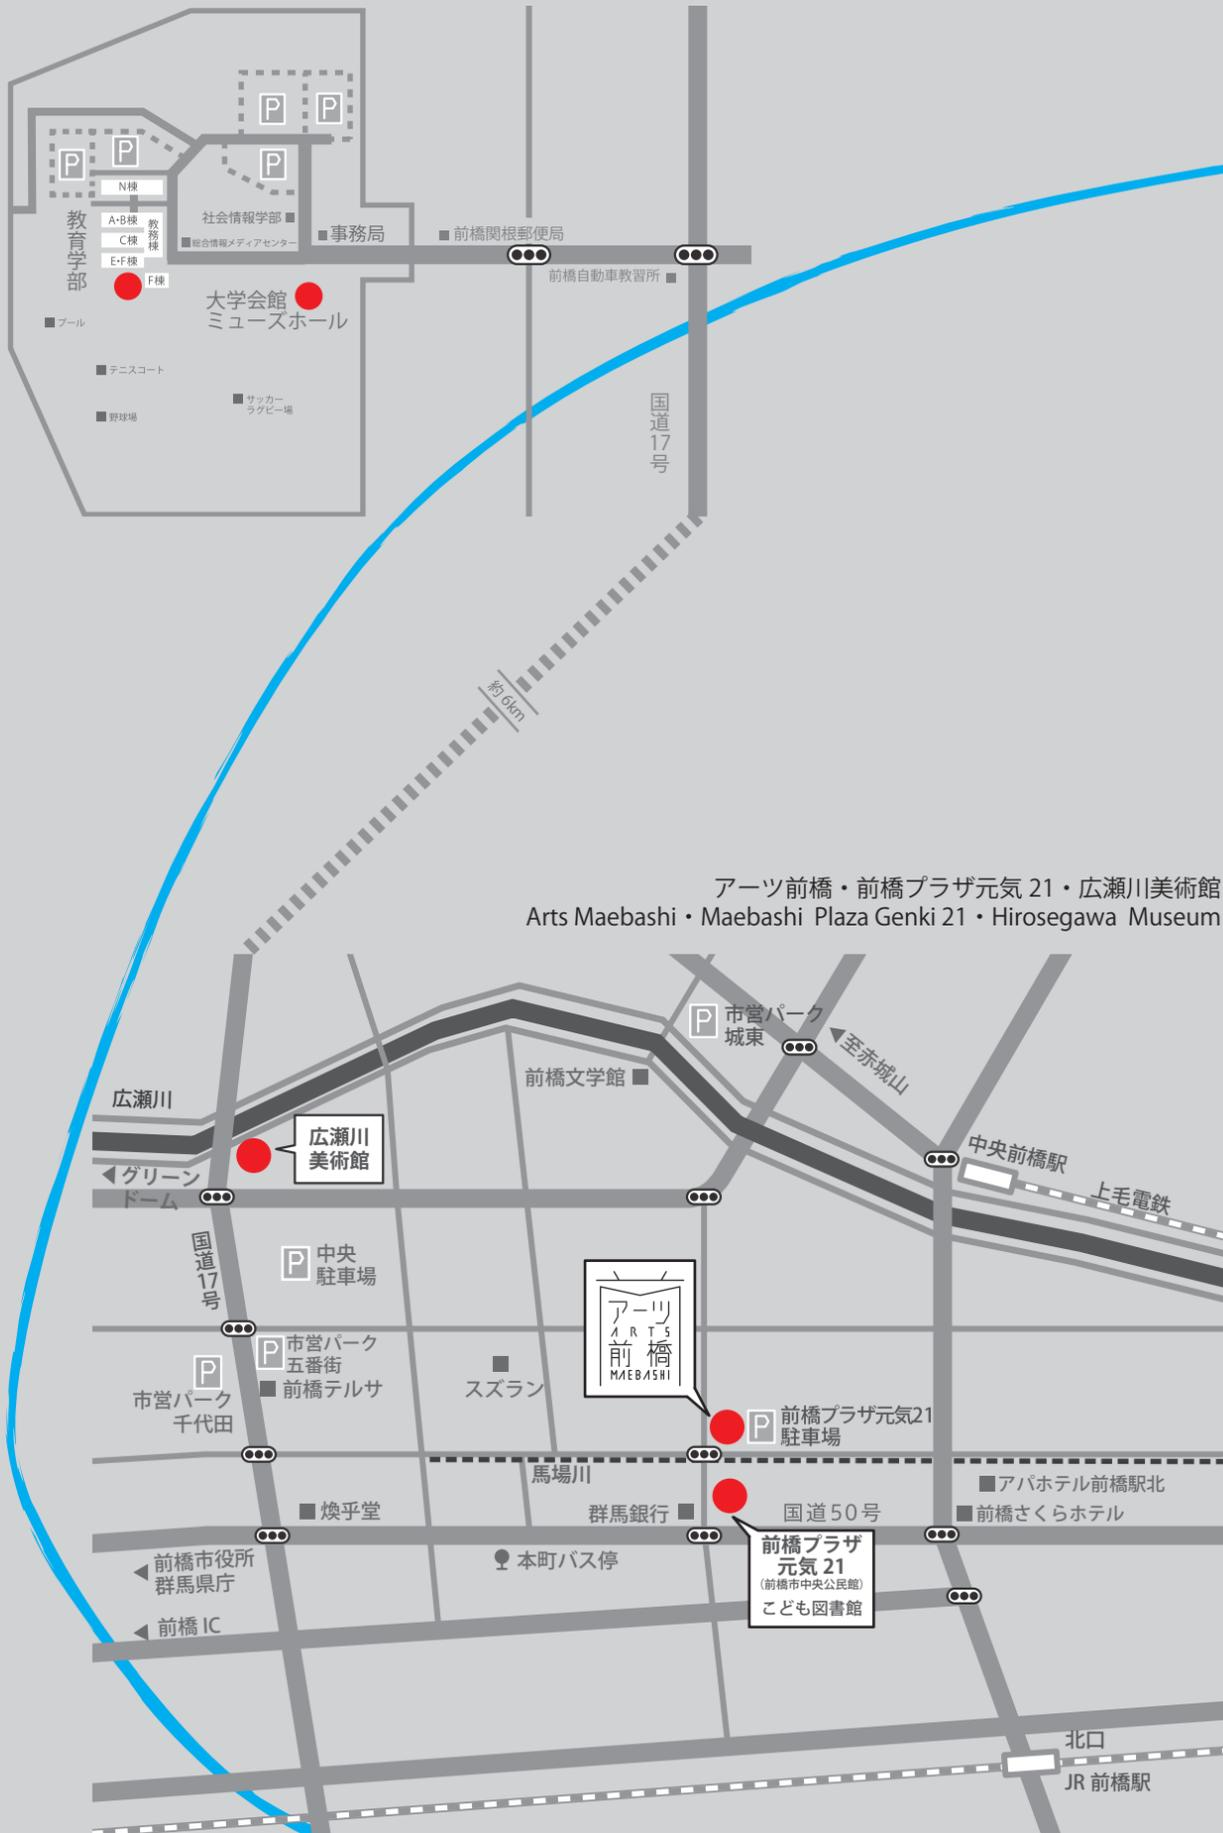 P
P
P
P
P
N棟
A・B棟
C棟
E・F棟
教務棟
F棟
教育学部
社会情報学部
総合情報メディアセンター
事務局
前橋関根郵便局
前橋自動車教習所
大学会館
ミューズホール
プール
テニスコート
野球場
サッカー
ラグビー場
国道17号
約6km
アーツ前橋・前橋プラザ元気21・広瀬川美術館
Arts Maebashi・Maebashi Plaza Genki 21・Hirosegawa Museum
P
市営パーク
城東
至赤城山
前橋文学館
広瀬川
広瀬川
美術館
グリーン
ドーム
中央前橋駅
上毛電鉄
国道17号
P
中央
駐車場
アーツ
ARTS
前橋
MAEBASHI
P
市営パーク
五番街
P
前橋テルサ
市営パーク
千代田
スズラン
P
前橋プラザ元気21
駐車場
馬場川
アパホテル前橋駅北
煥乎堂
群馬銀行
国道50号
前橋さくらホテル
前橋市役所
群馬県庁
本町バス停
前橋プラザ
元気21
(前橋市中央公民館)
こども図書館
前橋IC
北口
JR前橋駅